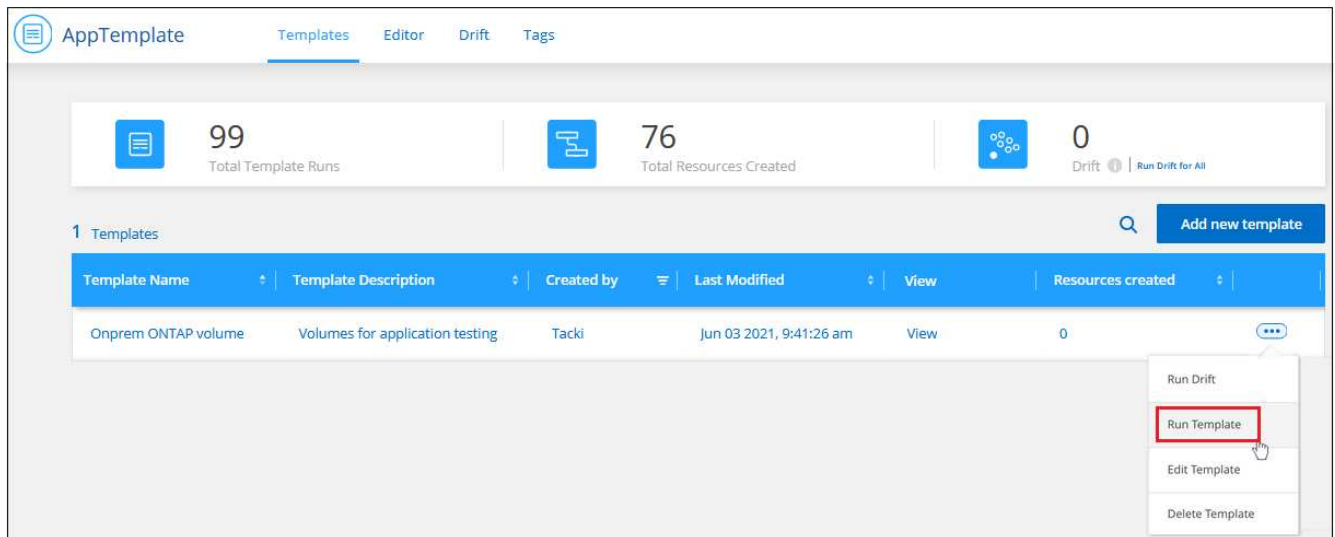 AppTemplate Templates Editor Drift Tags
99 76 0
Total Template Runs Total Resources Created Drift Run Drift for All
1 Templates Add new template
Template Name Template Description Created by Last Modified View Resources created
Onprem ONTAP volume Volumes for application testing Tacki Jun 03 2021, 9:41:26 am View 0
Run Drift
Run Template
Edit Template
Delete Template